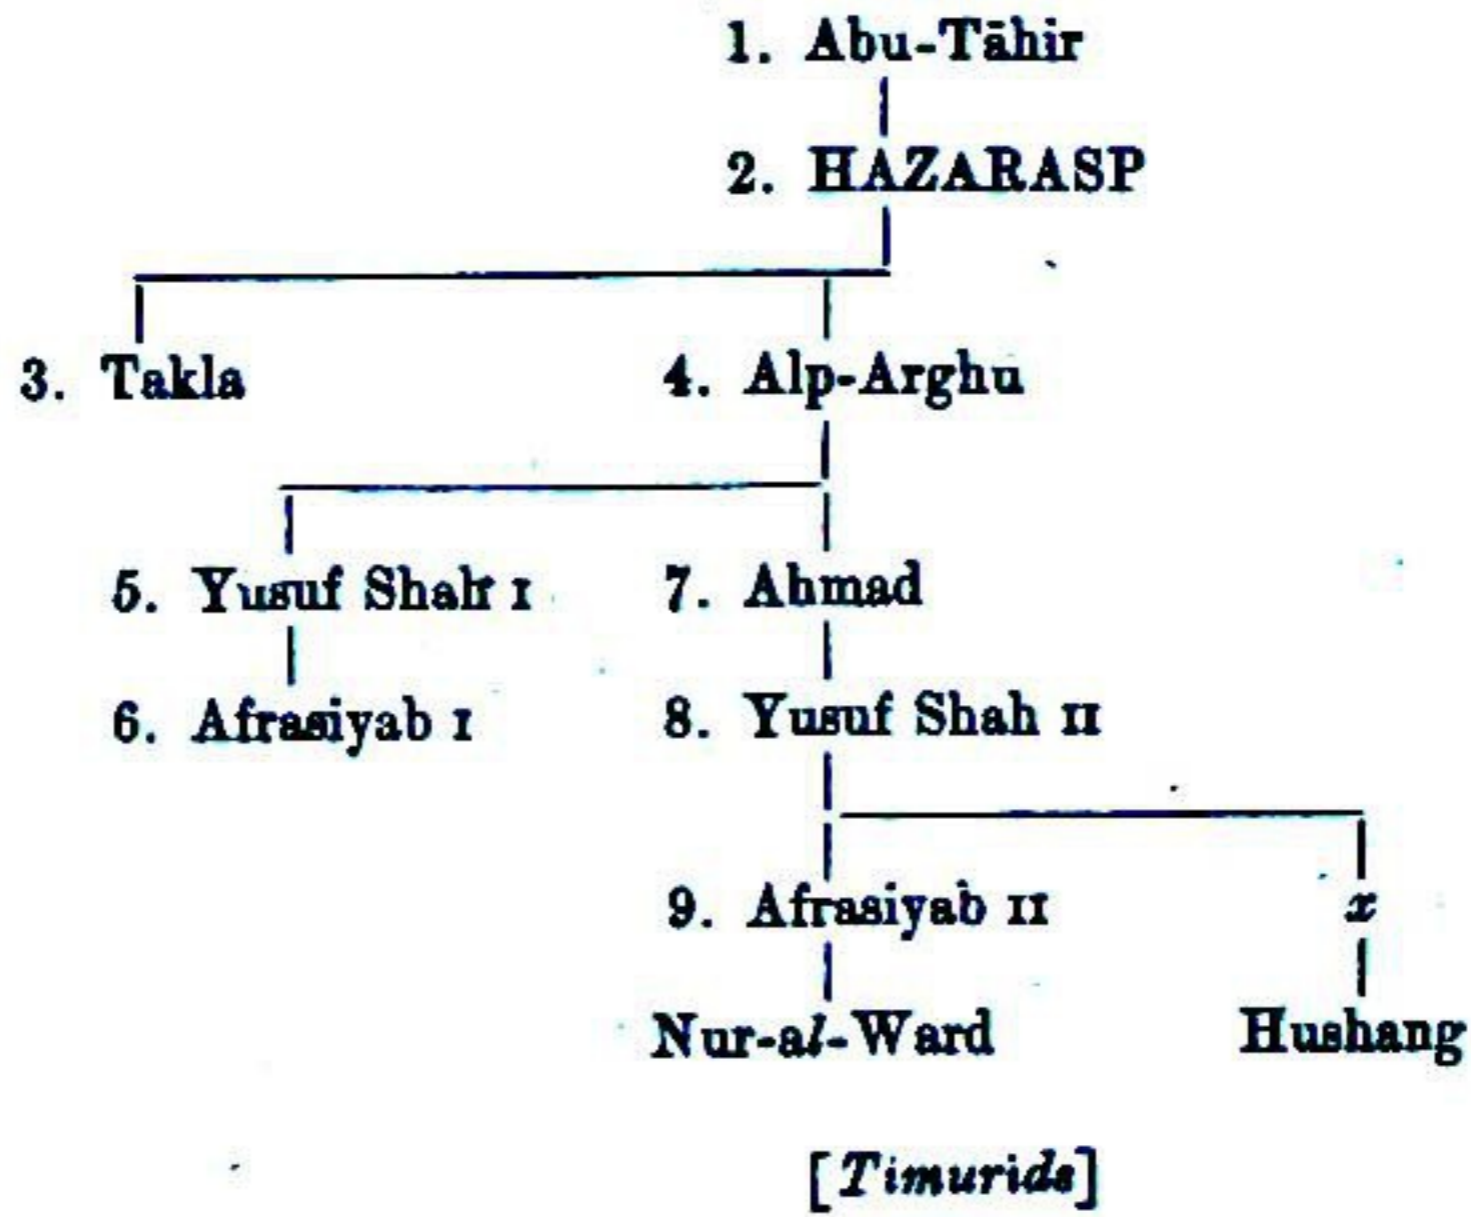 1. Abu-Tāhir
2. HAZARASP
3. Takla 4. Alp-Arghu
5. Yusuf Shah I 7. Ahmad
6. Afrasiyab I 8. Yusuf Shah II
9. Afrasiyab II x
Nur-al-Ward Hushang
[Timurids]